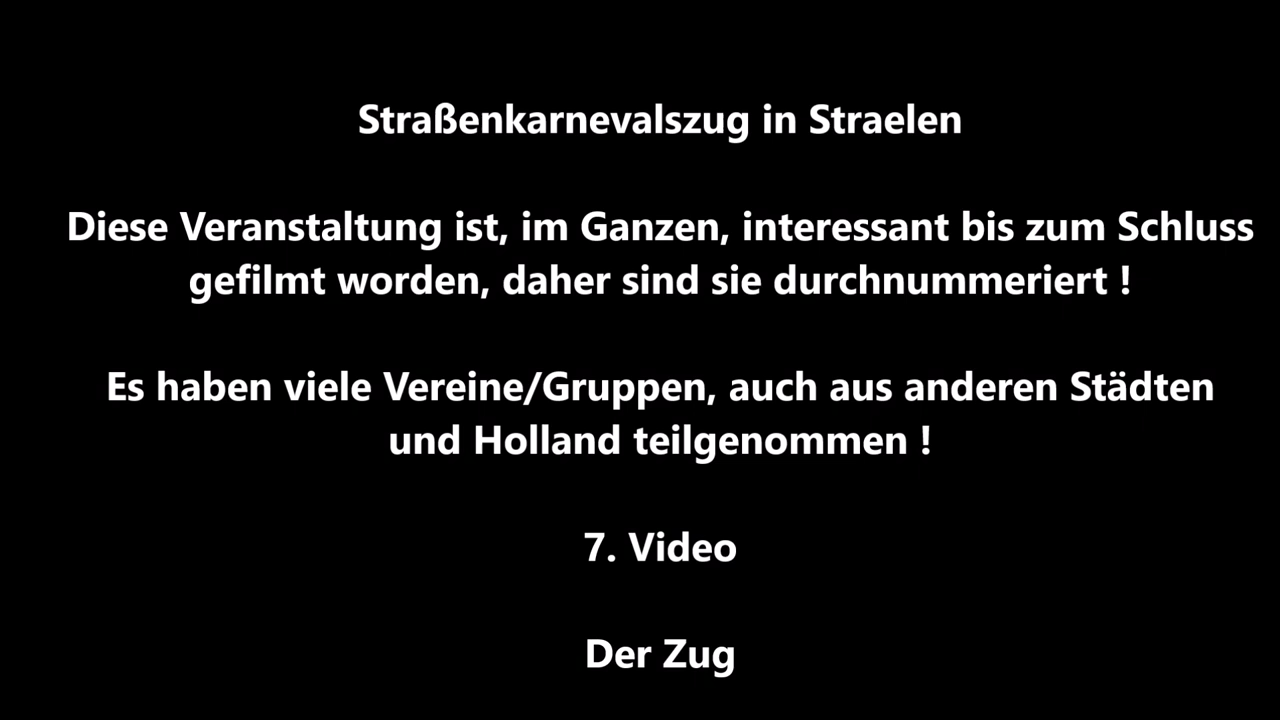 Straßenkarnevalszug in Straelen
Diese Veranstaltung ist, im Ganzen, interessant bis zum Schluss
gefilmt worden, daher sind sie durchnummeriert !
Es haben viele Vereine/Gruppen, auch aus anderen Städten
und Holland teilgenommen !
7. Video
Der Zug